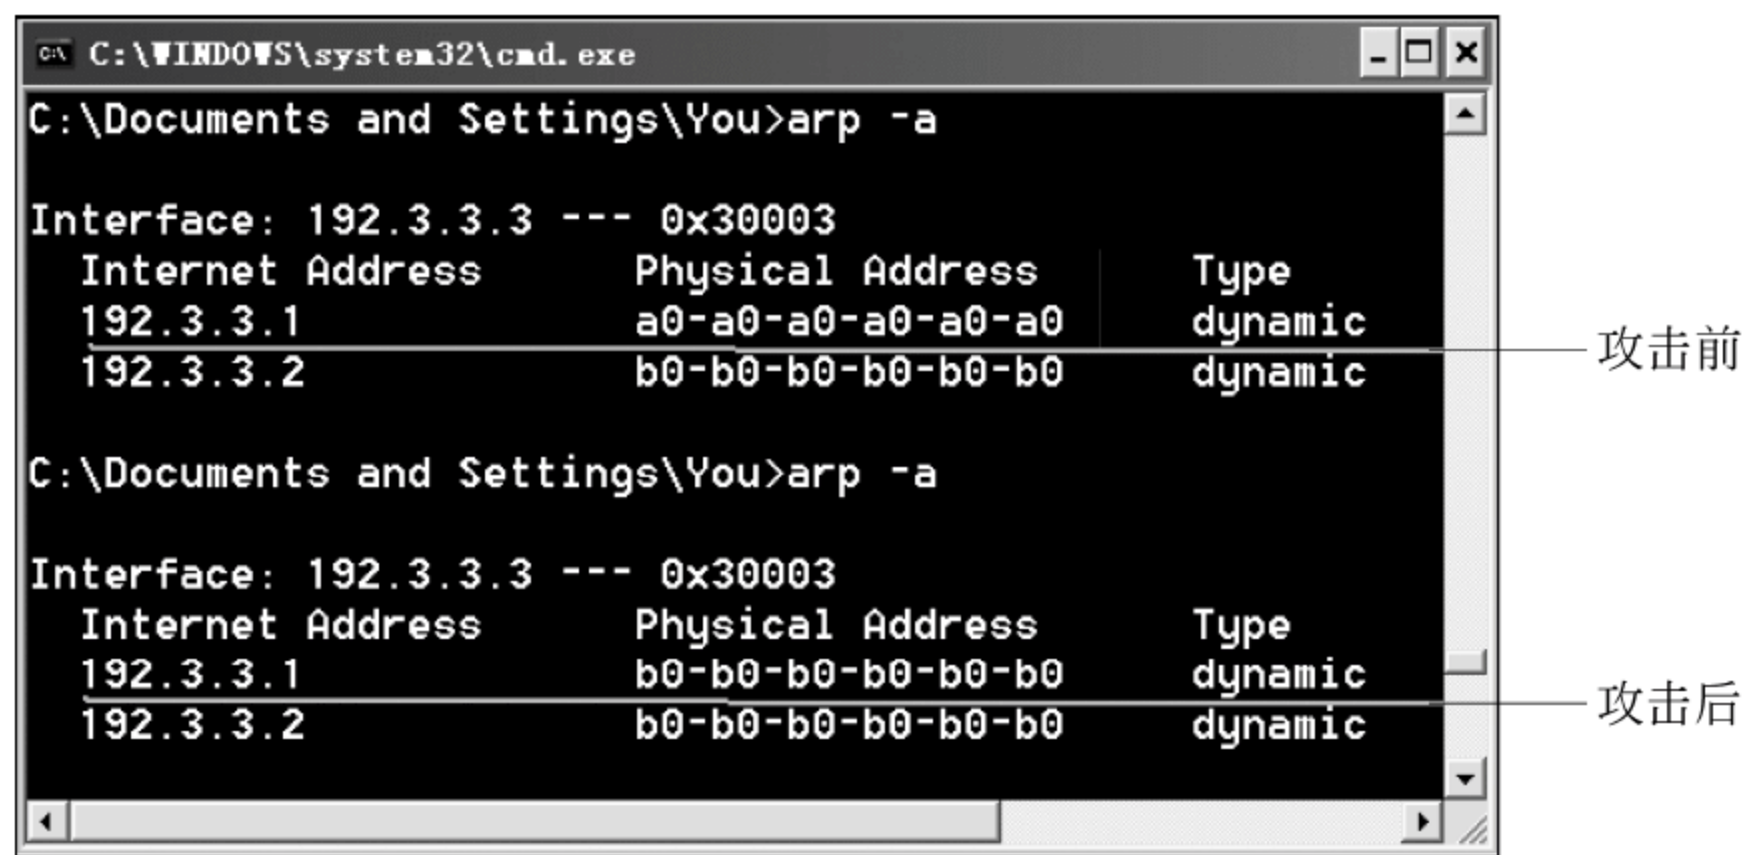 C:\WINDOWS\system32\cmd.exe
C:\Documents and Settings\You>arp -a
Interface: 192.3.3.3 --- 0x30003
Internet Address Physical Address Type
192.3.3.1 a0-a0-a0-a0-a0-a0 dynamic
攻击前
192.3.3.2 b0-b0-b0-b0-b0-b0 dynamic
C:\Documents and Settings\You>arp -a
Interface: 192.3.3.3 --- 0x30003
Internet Address Physical Address Type
192.3.3.1 b0-b0-b0-b0-b0-b0 dynamic
攻击后
192.3.3.2 b0-b0-b0-b0-b0-b0 dynamic